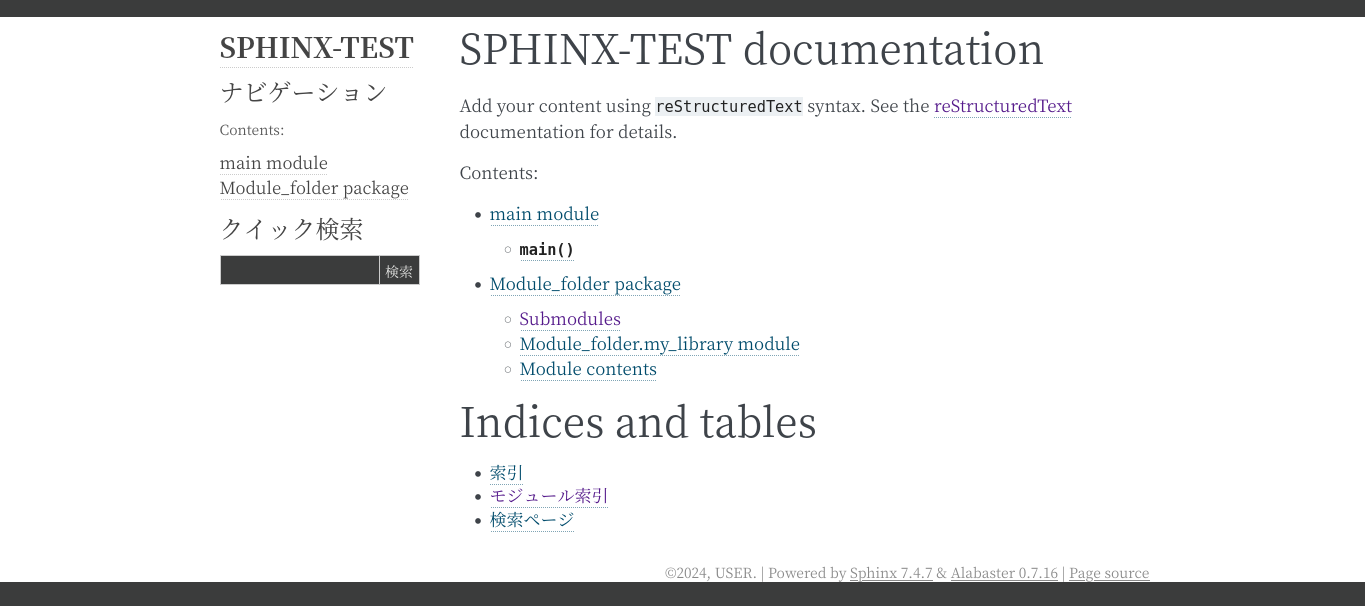 SPHINX-TEST
ナビゲーション
Contents:
main module
Module_folder package
クイック検索
検索
SPHINX-TEST documentation
Add your content using reStructuredText syntax. See the reStructuredText
documentation for details.
Contents:
main module
main()
Module_folder package
Submodules
Module_folder.my_library module
Module contents
Indices and tables
索引
モジュール索引
検索ページ
©2024, USER. | Powered by Sphinx 7.4.7 & Alabaster 0.7.16 | Page source